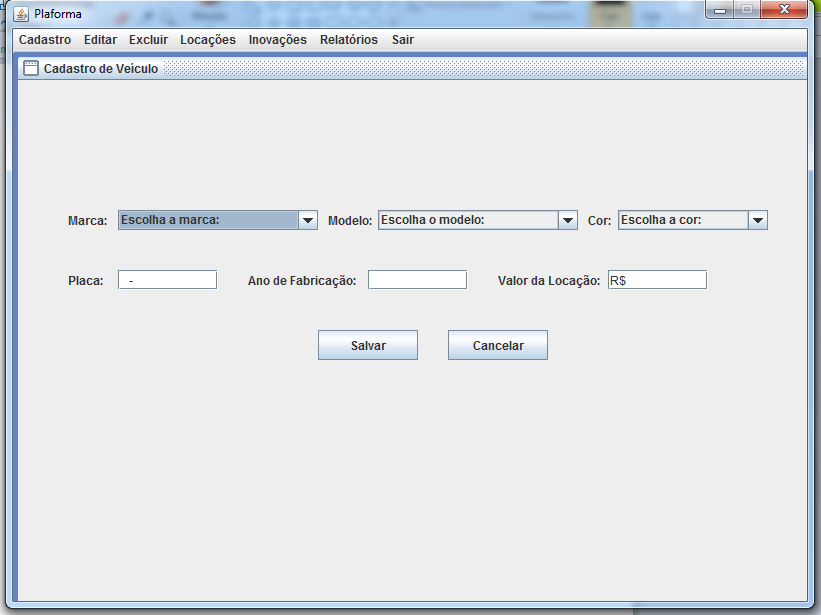 Plaforma
Cadastro Editar Excluir Locações Inovações Relatórios Sair
Cadastro de Veículo
Marca: Escolha a marca: Modelo: Escolha o modelo: Cor: Escolha a cor:
Placa: - Ano de Fabricação: Valor da Locação: R$
Salvar Cancelar